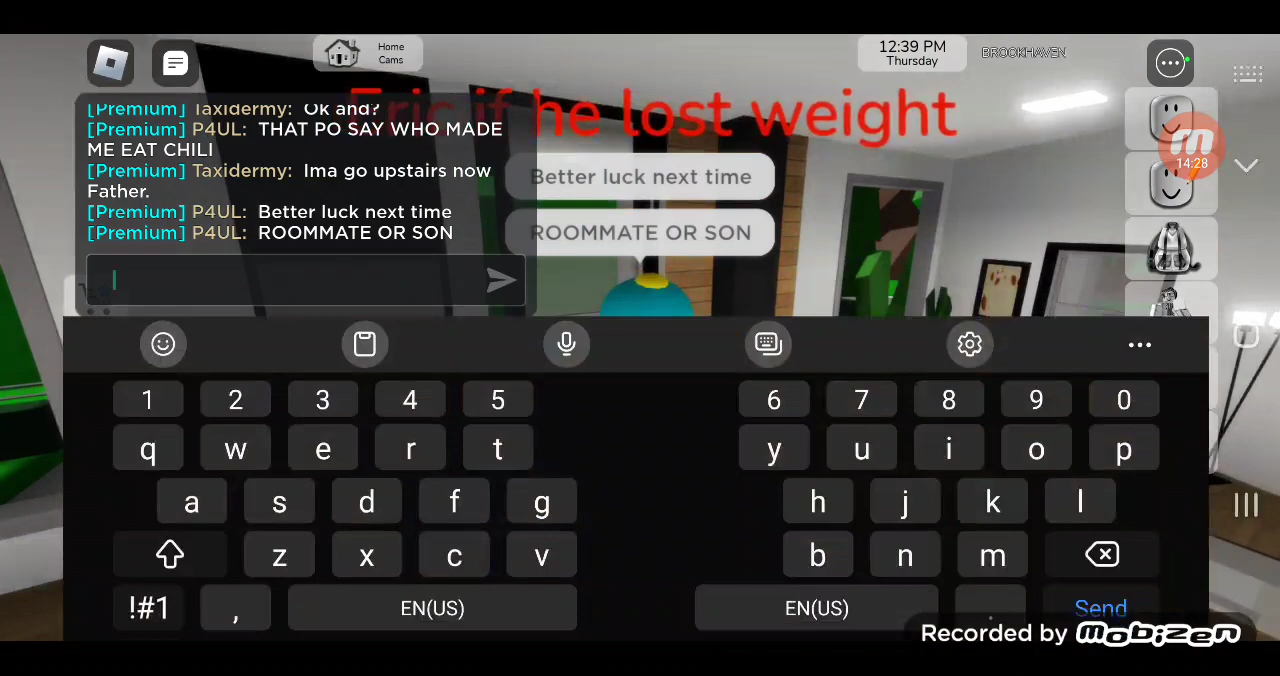 Home
Cams
12:39 PM
Thursday
BROOKHAVEN
Eric if he lost weight
[Premium] Taxidermy: Ok and?
[Premium] P4UL: THAT PO SAY WHO MADE
ME EAT CHILI
[Premium] Taxidermy: Ima go upstairs now
Father.
[Premium] P4UL: Better luck next time
[Premium] P4UL: ROOMMATE OR SON
Better luck next time
ROOMMATE OR SON
14:28
1 2 3 4 5 6 7 8 9 0
q w e r t y u i o p
a s d f g h j k l
z x c v b n m
!#1 , EN(US) EN(US) . Send
Recorded by mobizen